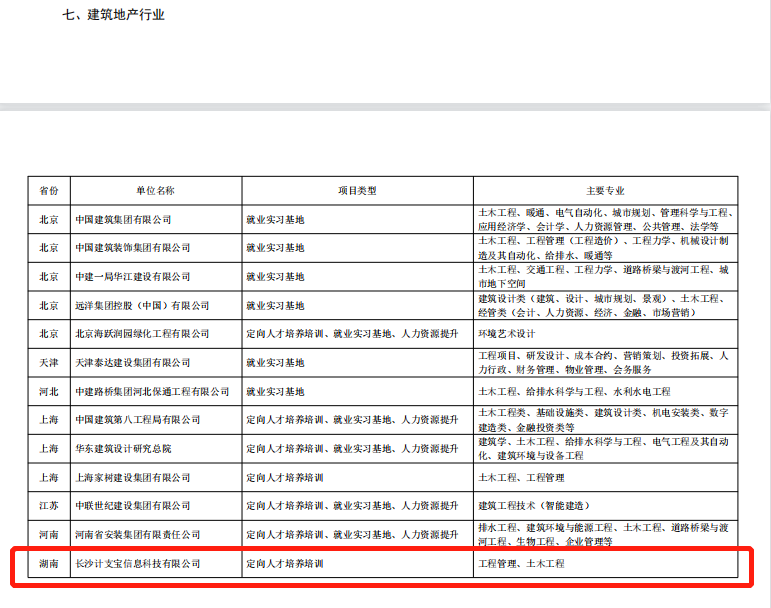 七、建筑地产行业
省份 单位名称 项目类型 主要专业
北京 中国建筑集团有限公司 就业实习基地 土木工程、暖通、电气自动化、城市规划、管理科学与工程、
应用经济学、会计学、人力资源管理、公共管理、法学等
北京 中国建筑装饰集团有限公司 就业实习基地 土木工程、工程管理（工程造价）、工程力学、机械设计制
造及其自动化、给排水、暖通等
北京 中建一局华江建设有限公司 就业实习基地 土木工程、交通工程、工程力学、道路桥梁与渡河工程、城
市地下空间
北京 远洋集团控股（中国）有限公司 就业实习基地 建筑设计类（建筑、设计、城市规划、景观）、土木工程、
经管类（会计、人力资源、经济、金融、市场营销）
北京 北京海跃润园绿化工程有限公司 定向人才培养培训、就业实习基地、人力资源提升 环境艺术设计
天津 天津泰达建设集团有限公司 就业实习基地 工程项目、研发设计、成本合约、营销策划、投资拓展、人
力行政、财务管理、物业管理、会务服务
河北 中建路桥集团河北保通工程有限公司 就业实习基地 土木工程、给排水科学与工程、水利水电工程
上海 中国建筑第八工程局有限公司 定向人才培养培训、就业实习基地、人力资源提升 土木工程类、基础设施类、建筑设计类、机电安装类、数字
建造类、金融投资类等
上海 华东建筑设计研究总院 定向人才培养培训、就业实习基地、人力资源提升 建筑学、土木工程、给排水科学与工程、电气工程及其自动
化、建筑环境与设备工程
上海 上海家树建设集团有限公司 定向人才培养培训 土木工程、工程管理
江苏 中联世纪建设集团有限公司 定向人才培养培训、就业实习基地、人力资源提升 建筑工程技术（智能建造）
河南 河南省安装集团有限责任公司 定向人才培养培训、就业实习基地、人力资源提升 排水工程、建筑环境与能源工程、土木工程、道路桥梁与渡
河工程、生物工程、企业管理等
湖南 长沙计支宝信息科技有限公司 定向人才培养培训 工程管理、土木工程